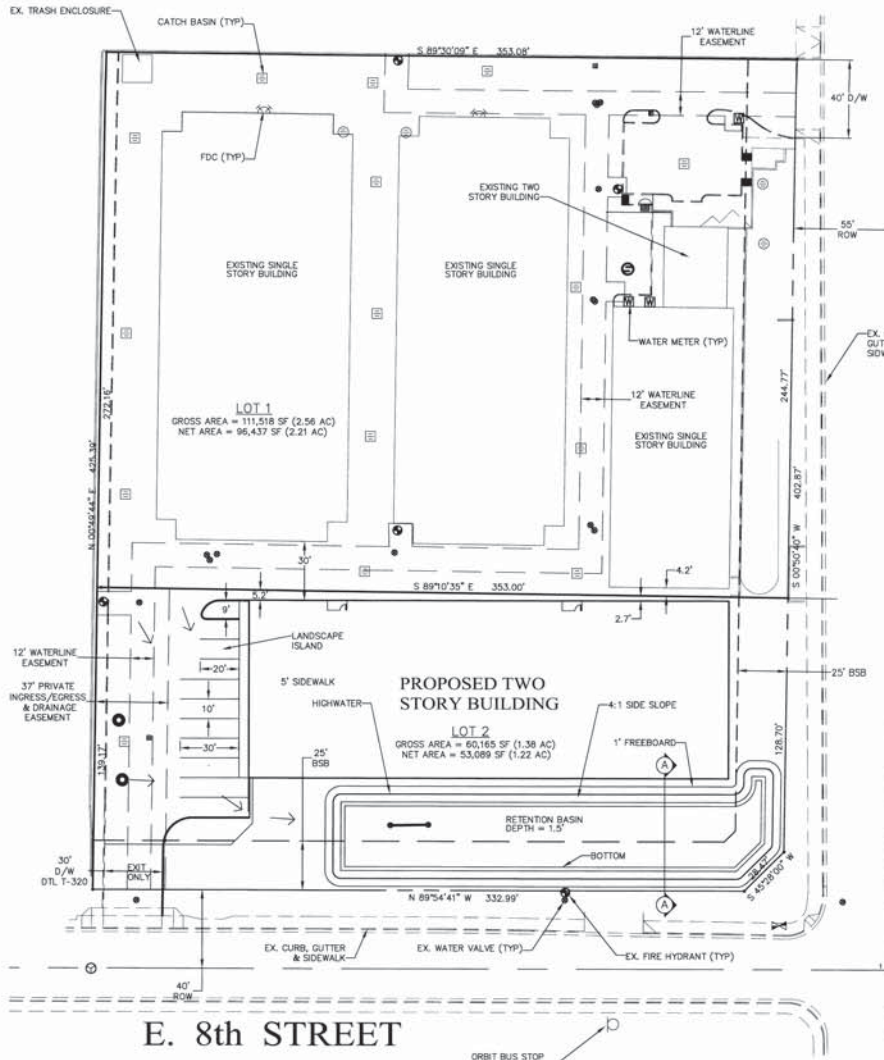 EX. TRASH ENCLOSURE
CATCH BASIN (TYP)
S 89°30'09" E 353.08'
12' WATERLINE
EASEMENT
40' D/W
FDC (TYP)
EXISTING TWO
STORY BUILDING
55'
ROW
EXISTING SINGLE
STORY BUILDING
EXISTING SINGLE
STORY BUILDING
S
W
W
W
WATER METER (TYP)
EX.
GUT
SIDW
272.16'
N 00°49'44" E 425.39'
LOT 1
GROSS AREA = 111,518 SF (2.56 AC)
NET AREA = 96,437 SF (2.21 AC)
12' WATERLINE
EASEMENT
EXISTING SINGLE
STORY BUILDING
244.77'
S 00°50'40" W 402.87'
30'
S 89°10'35" E 353.00'
4.2'
5.2'
9'
2.7'
LANDSCAPE
ISLAND
12' WATERLINE
EASEMENT
20'
5' SIDEWALK
PROPOSED TWO
STORY BUILDING
25' BSB
37' PRIVATE
INGRESS/EGRESS
& DRAINAGE
EASEMENT
10'
HIGHWATER
4:1 SIDE SLOPE
LOT 2
GROSS AREA = 60,165 SF (1.38 AC)
NET AREA = 53,089 SF (1.22 AC)
1' FREEBOARD
30'
25'
BSB
139.17'
128.70'
A
RETENTION BASIN
DEPTH = 1.5'
BOTTOM
30'
D/W
DTL T-320
EXIT
ONLY
28.47'
S 45°28'00" W
A
N 89°54'41" W 332.99'
EX. CURB, GUTTER
& SIDEWALK
EX. WATER VALVE (TYP)
EX. FIRE HYDRANT (TYP)
40'
ROW
E. 8th STREET
ORBIT BUS STOP